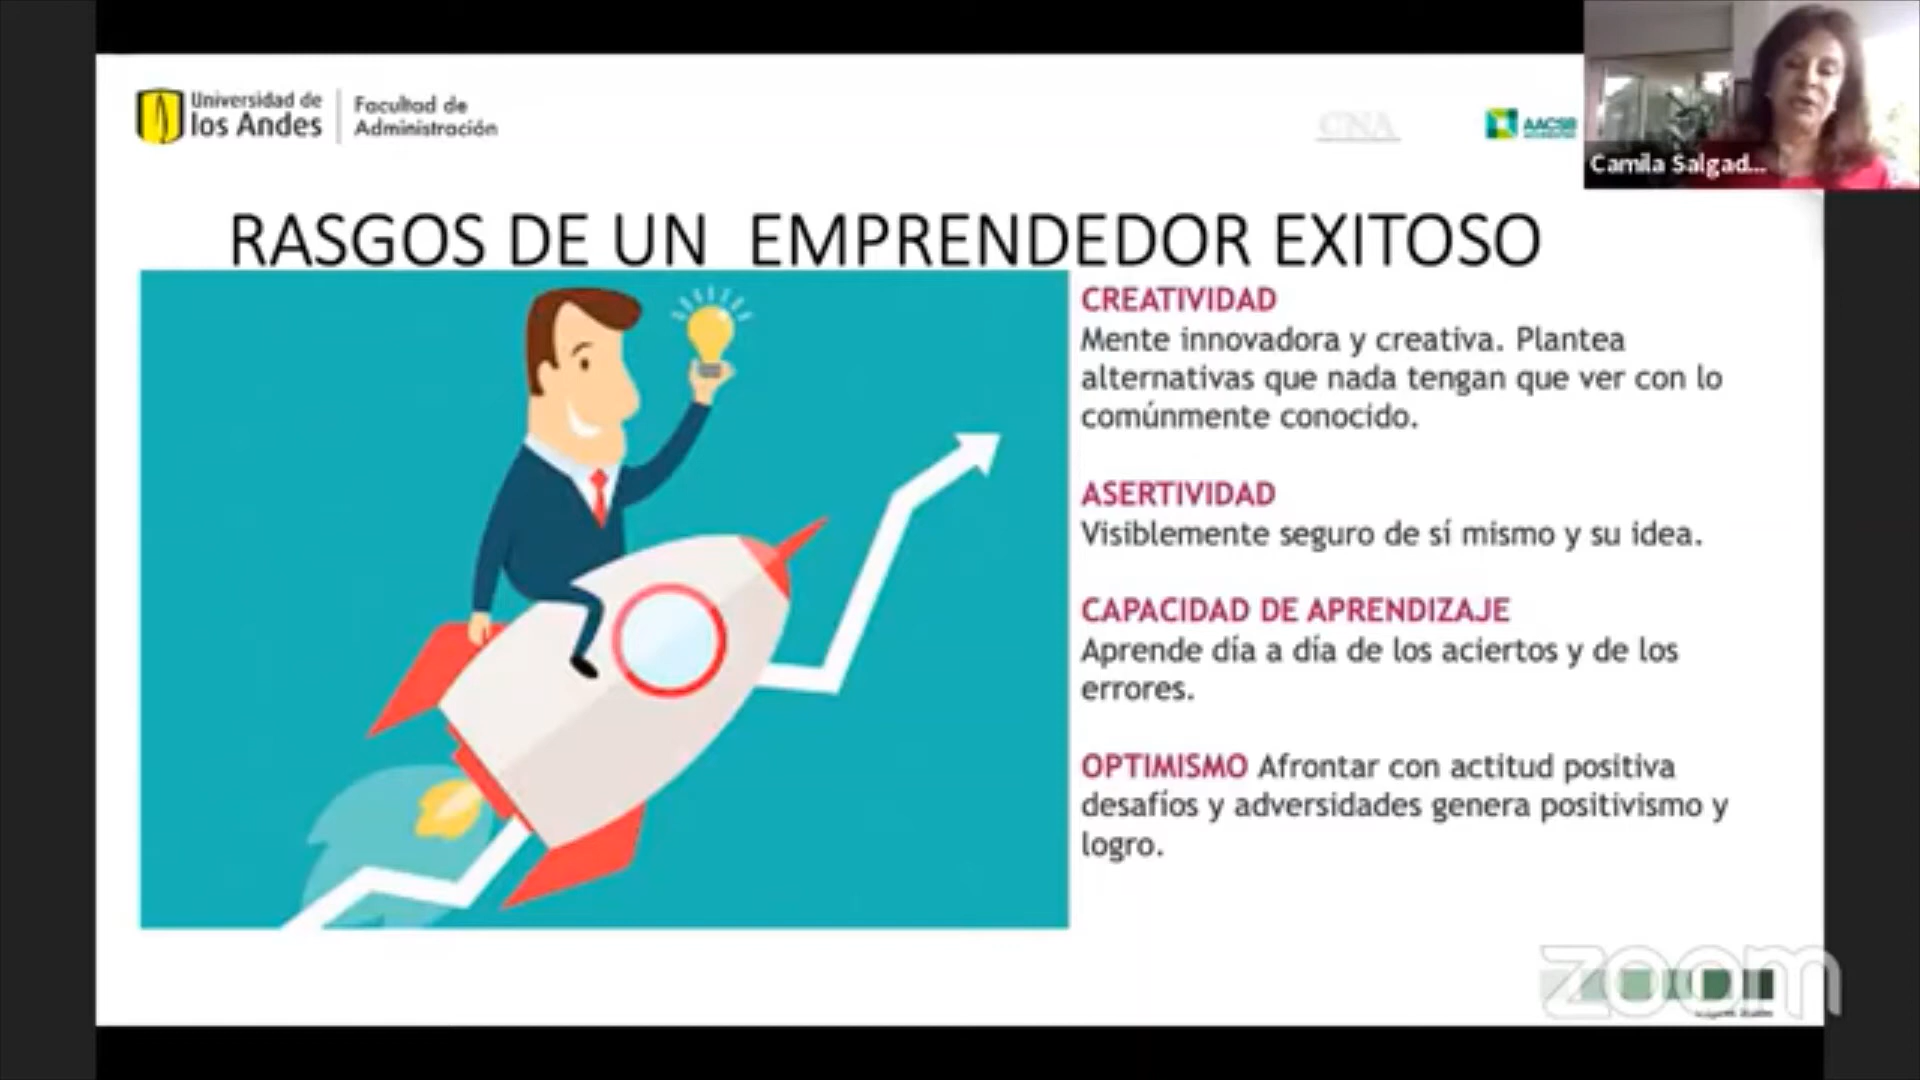 Universidad de
los Andes
Facultad de
Administración
CNA
AACSB
Camila Salgad...
RASGOS DE UN EMPRENDEDOR EXITOSO
CREATIVIDAD
Mente innovadora y creativa. Plantea
alternativas que nada tengan que ver con lo
comúnmente conocido.
ASERTIVIDAD
Visiblemente seguro de sí mismo y su idea.
CAPACIDAD DE APRENDIZAJE
Aprende día a día de los aciertos y de los
errores.
OPTIMISMO Afrontar con actitud positiva
desafíos y adversidades genera positivismo y
logro.
zoom